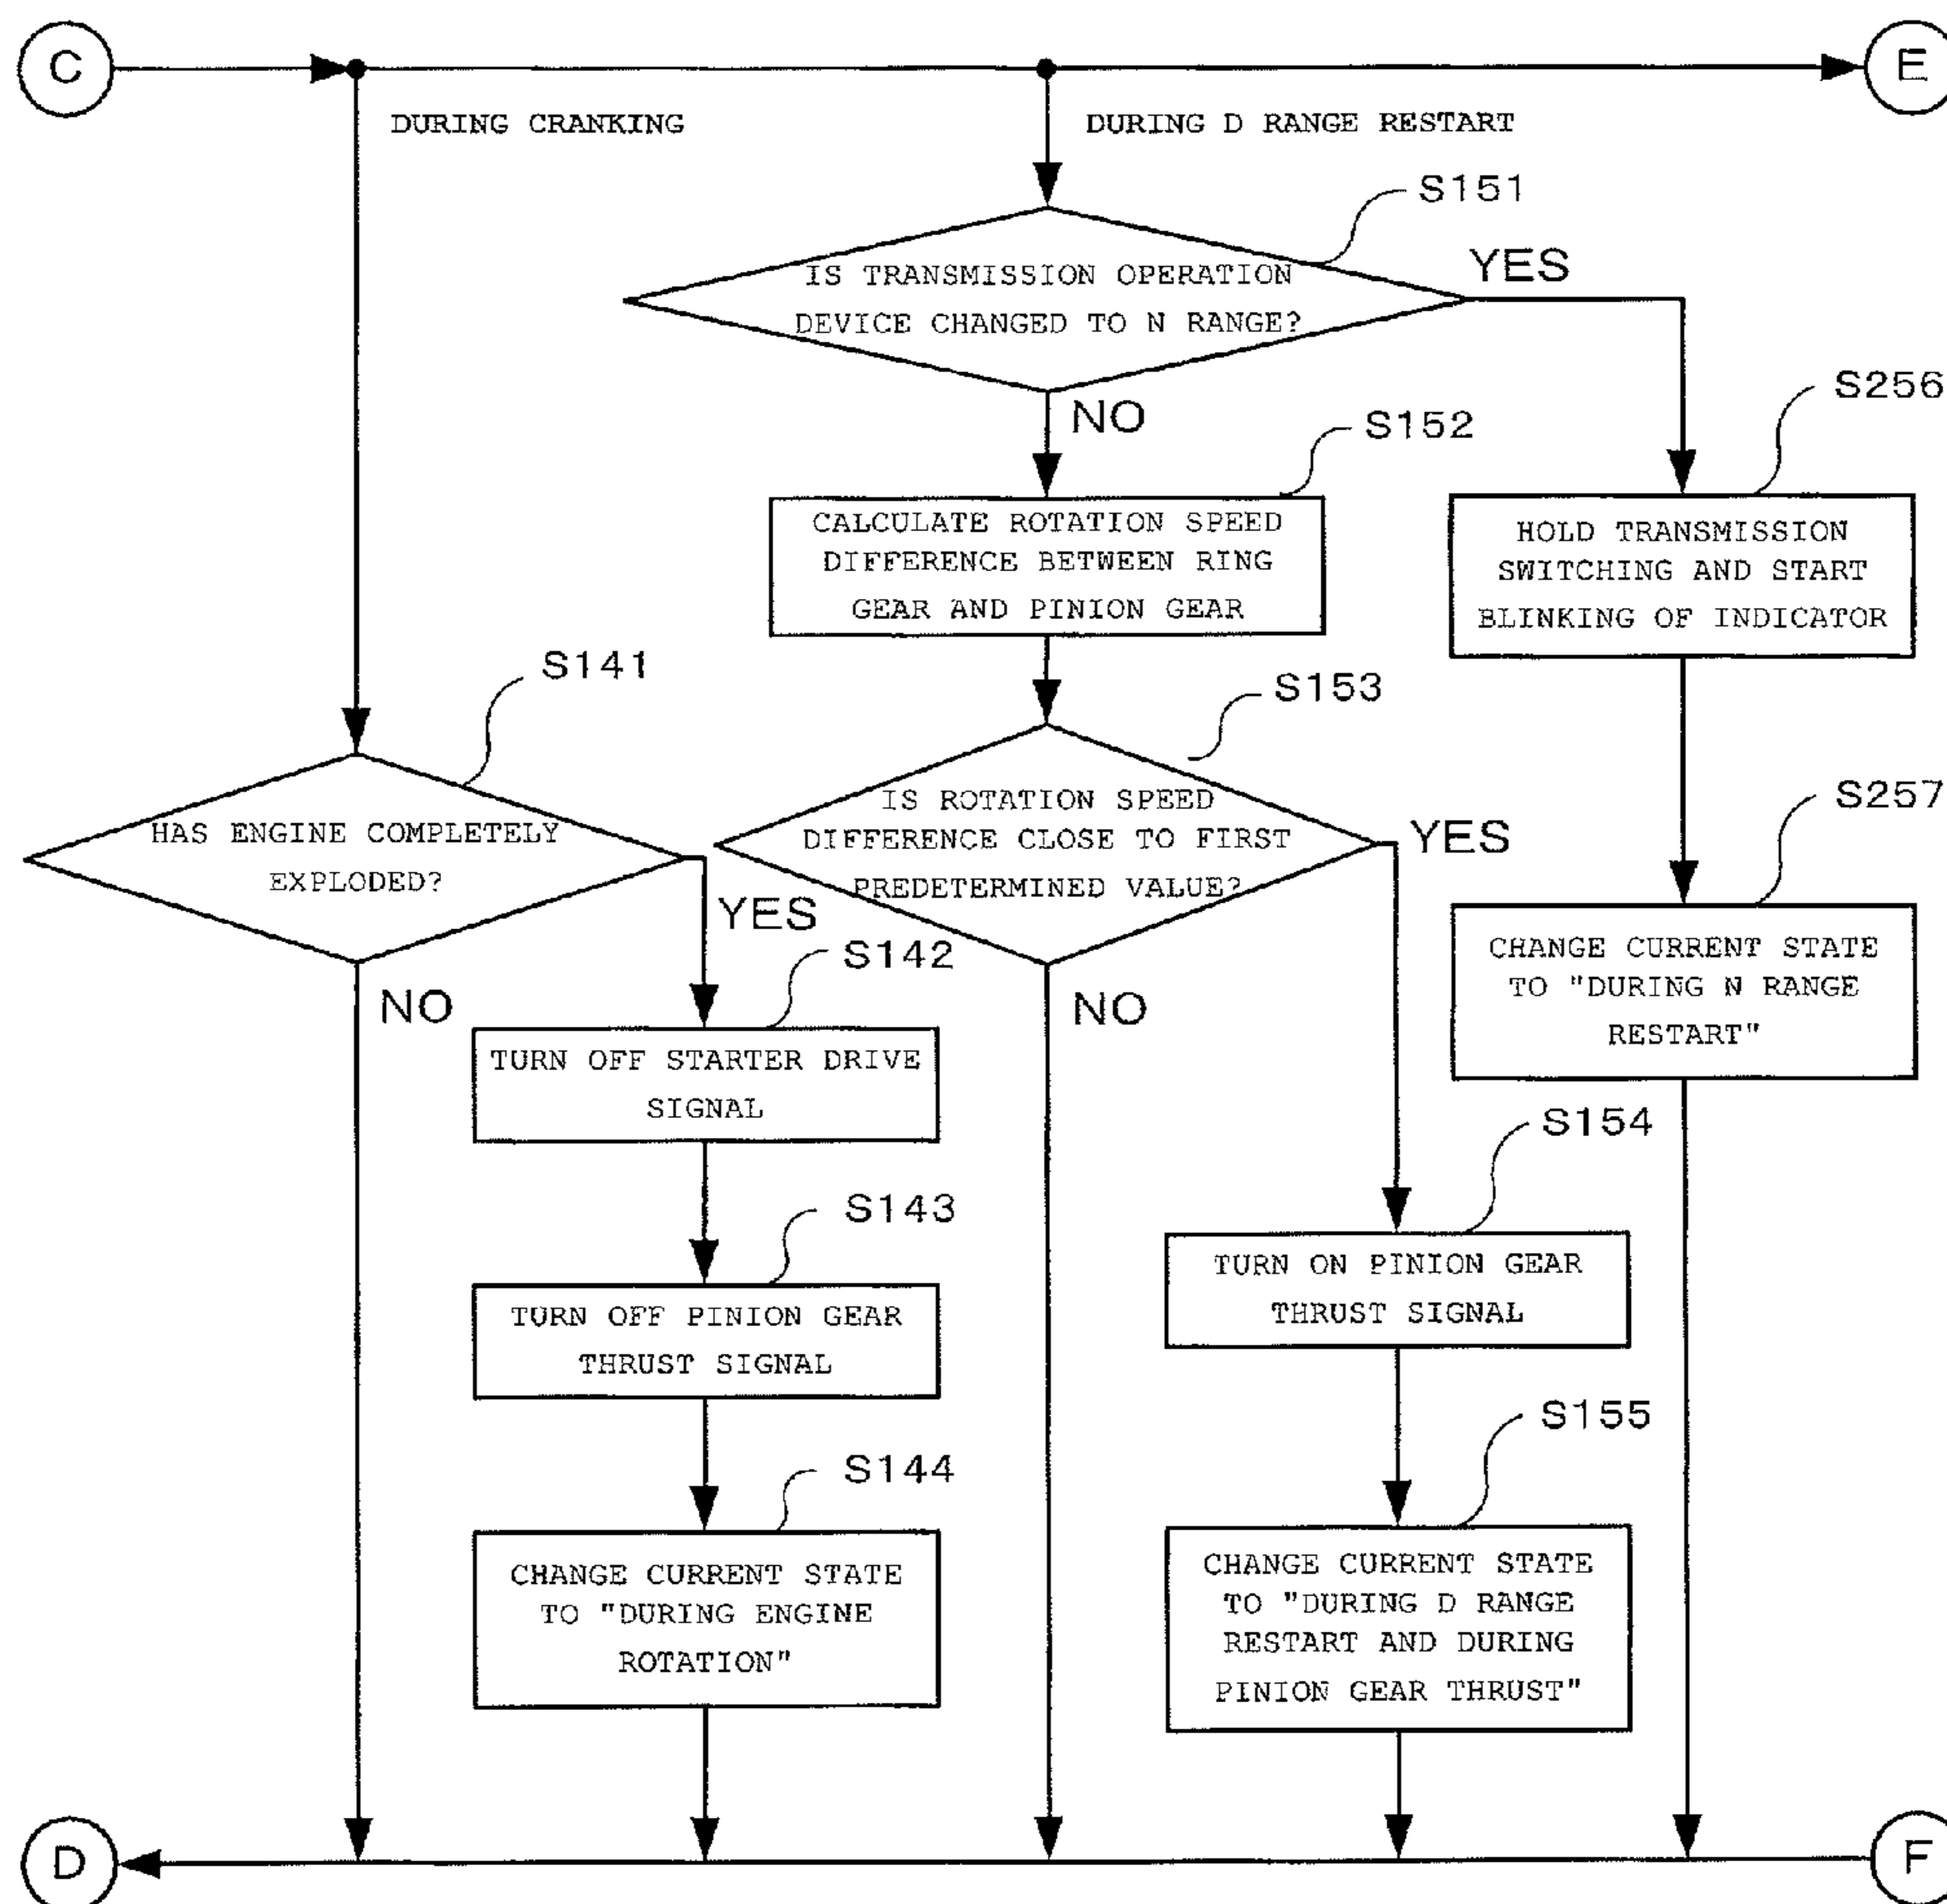 C
E
DURING CRANKING
DURING D RANGE RESTART
S151
IS TRANSMISSION OPERATION
DEVICE CHANGED TO N RANGE?
YES
NO
S256
HOLD TRANSMISSION
SWITCHING AND START
BLINKING OF INDICATOR
S152
CALCULATE ROTATION SPEED
DIFFERENCE BETWEEN RING
GEAR AND PINION GEAR
S141
HAS ENGINE COMPLETELY
EXPLODED?
YES
NO
S153
IS ROTATION SPEED
DIFFERENCE CLOSE TO FIRST
PREDETERMINED VALUE?
YES
NO
S257
CHANGE CURRENT STATE
TO "DURING N RANGE
RESTART"
S142
TURN OFF STARTER DRIVE
SIGNAL
S154
TURN ON PINION GEAR
THRUST SIGNAL
S143
TURN OFF PINION GEAR
THRUST SIGNAL
S155
CHANGE CURRENT STATE
TO "DURING D RANGE
RESTART AND DURING
PINION GEAR THRUST"
S144
CHANGE CURRENT STATE
TO "DURING ENGINE
ROTATION"
D
F